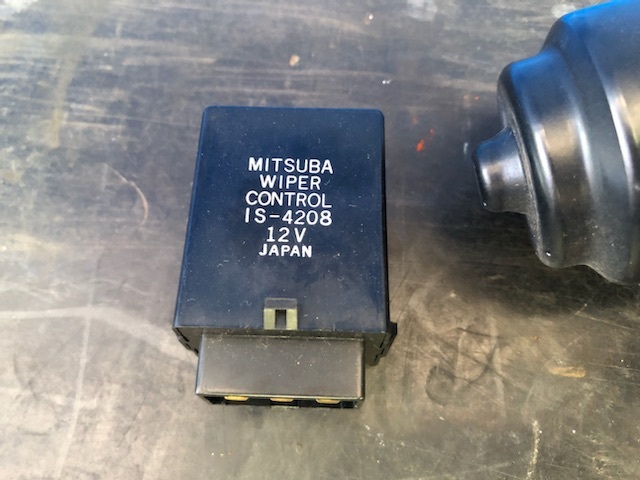 MITSUBA
WIPER
CONTROL
IS-4208
12V
JAPAN